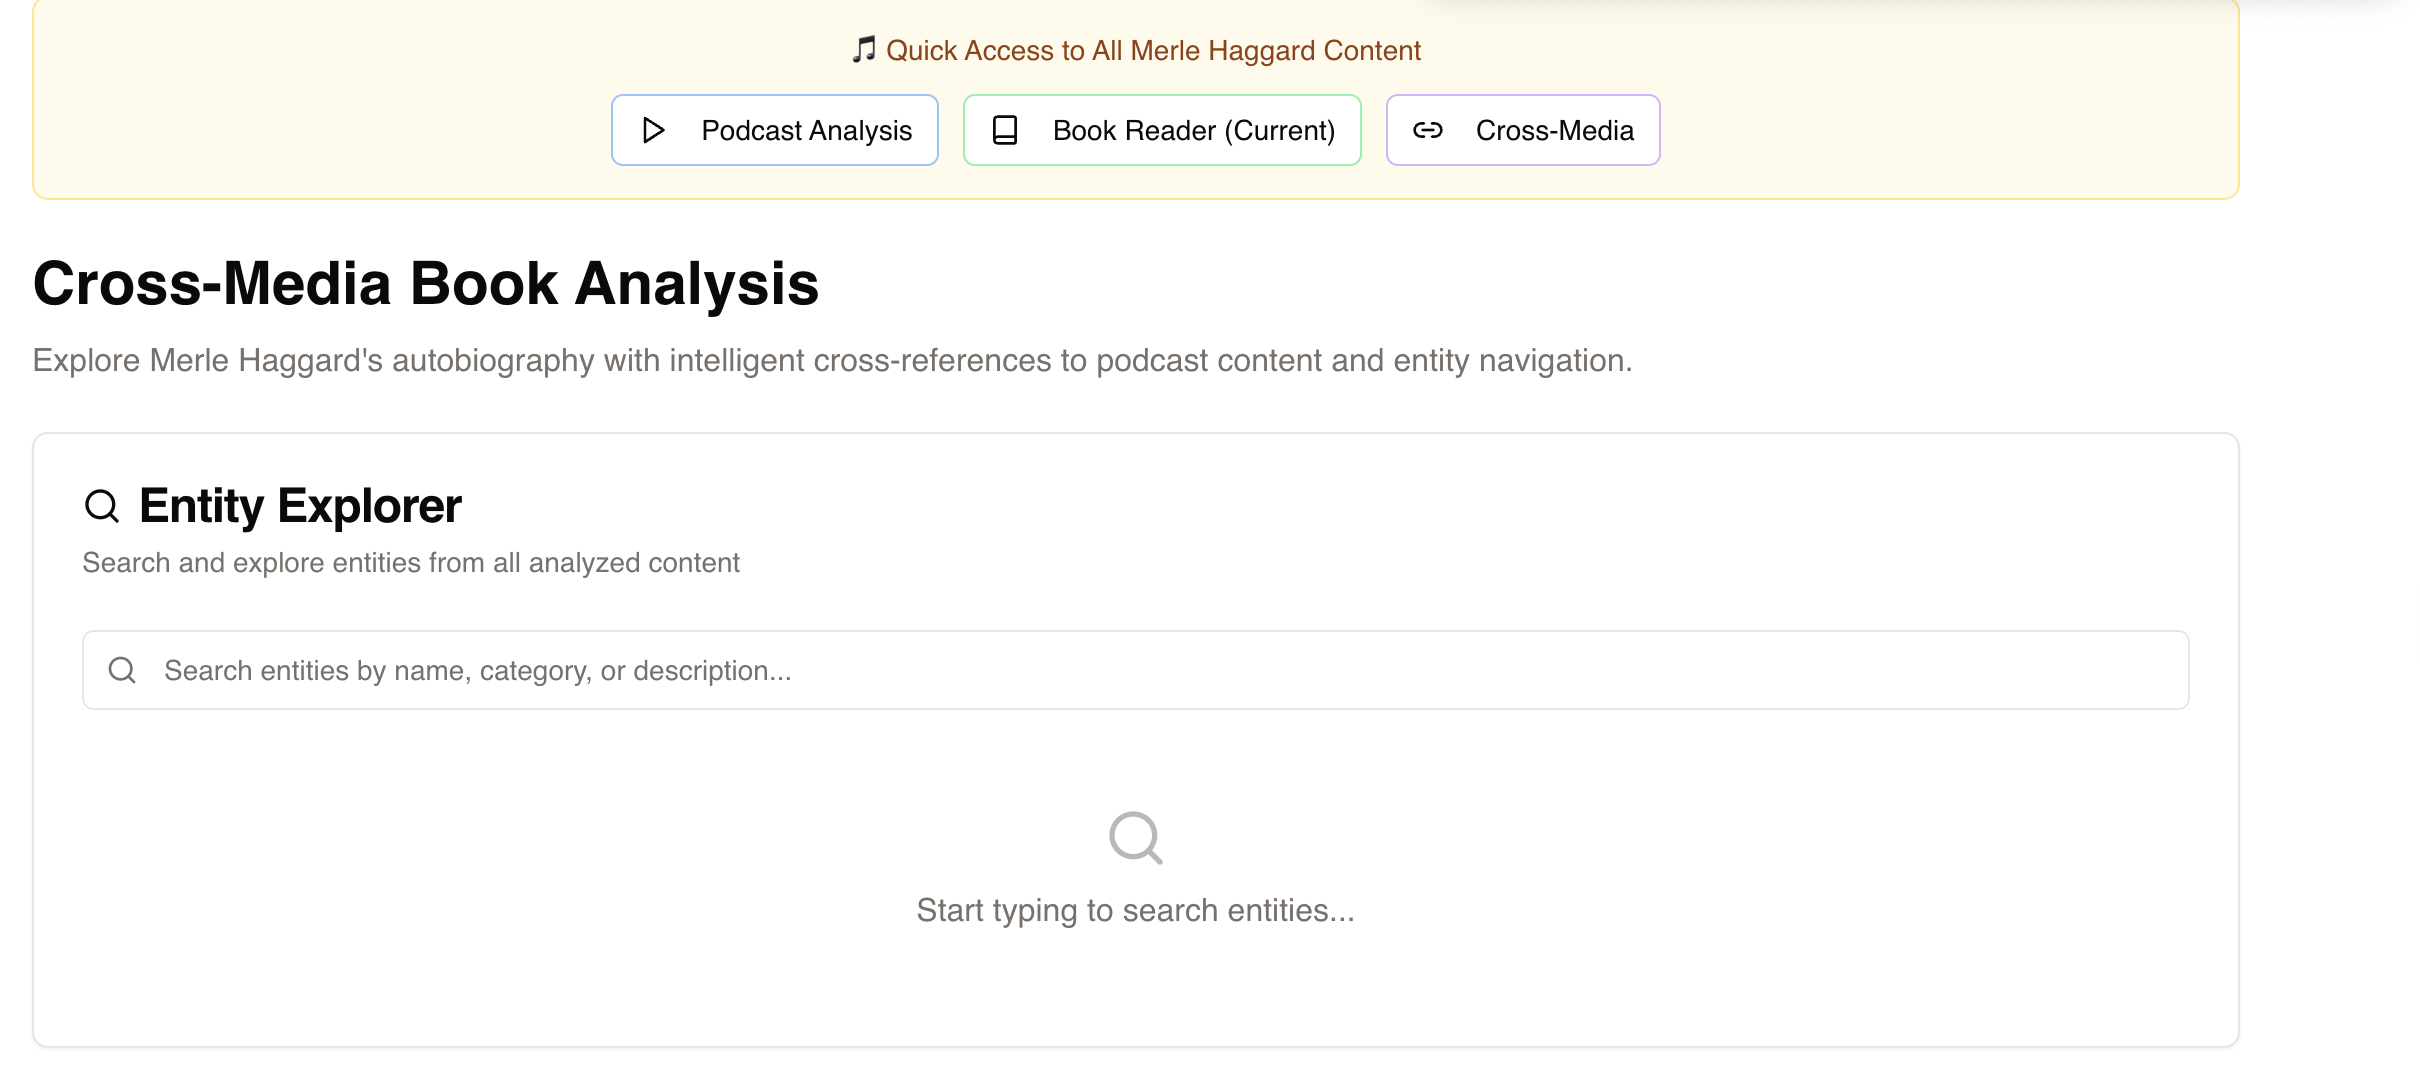 🎵 Quick Access to All Merle Haggard Content
Podcast Analysis
Book Reader (Current)
Cross-Media
Cross-Media Book Analysis
Explore Merle Haggard's autobiography with intelligent cross-references to podcast content and entity navigation.
Entity Explorer
Search and explore entities from all analyzed content
Search entities by name, category, or description...
Start typing to search entities...